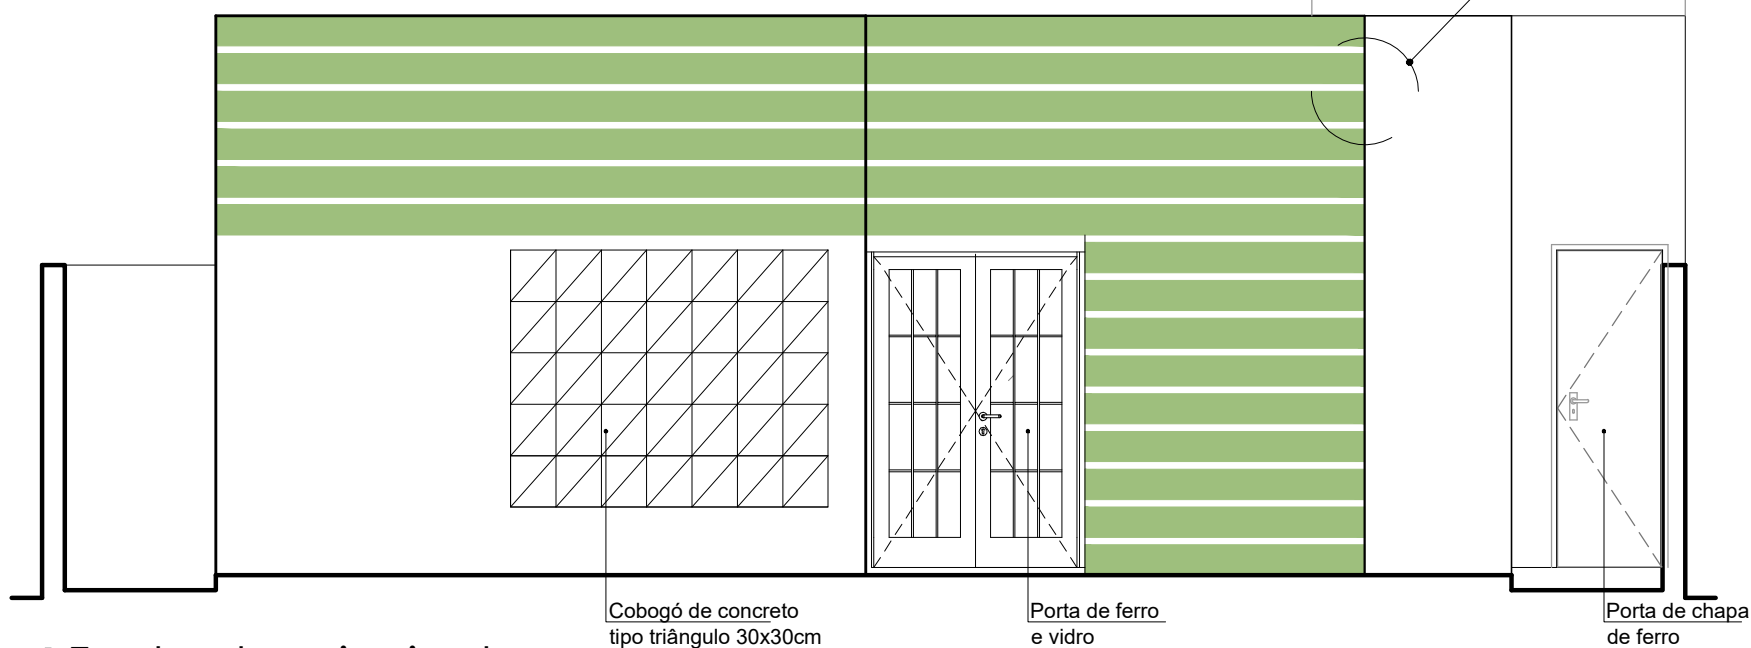 Cobogó de concreto
tipo triângulo 30x30cm
Porta de ferro
e vidro
Porta de chapa
de ferro